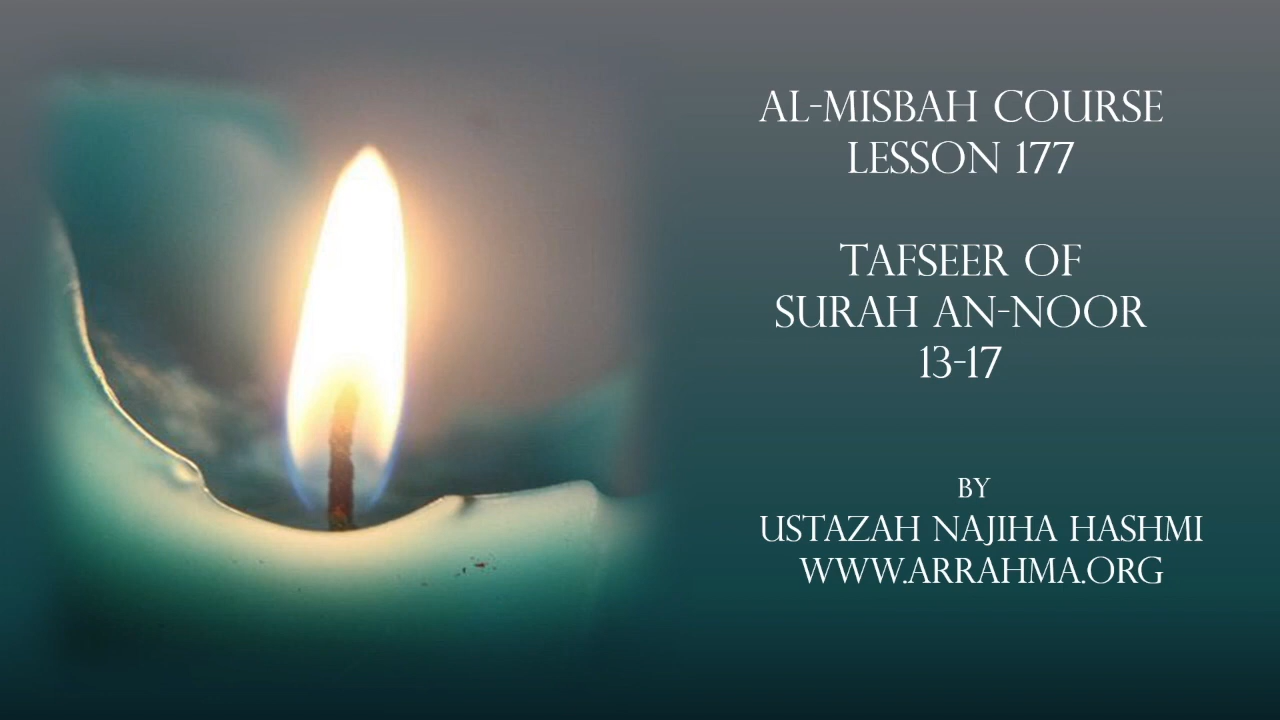 AL-MISBAH COURSE
LESSON 177
TAFSEER OF
SURAH AN-NOOR
13-17
BY
USTAZAH NAJIHA HASHMI
WWW.ARRAHMA.ORG